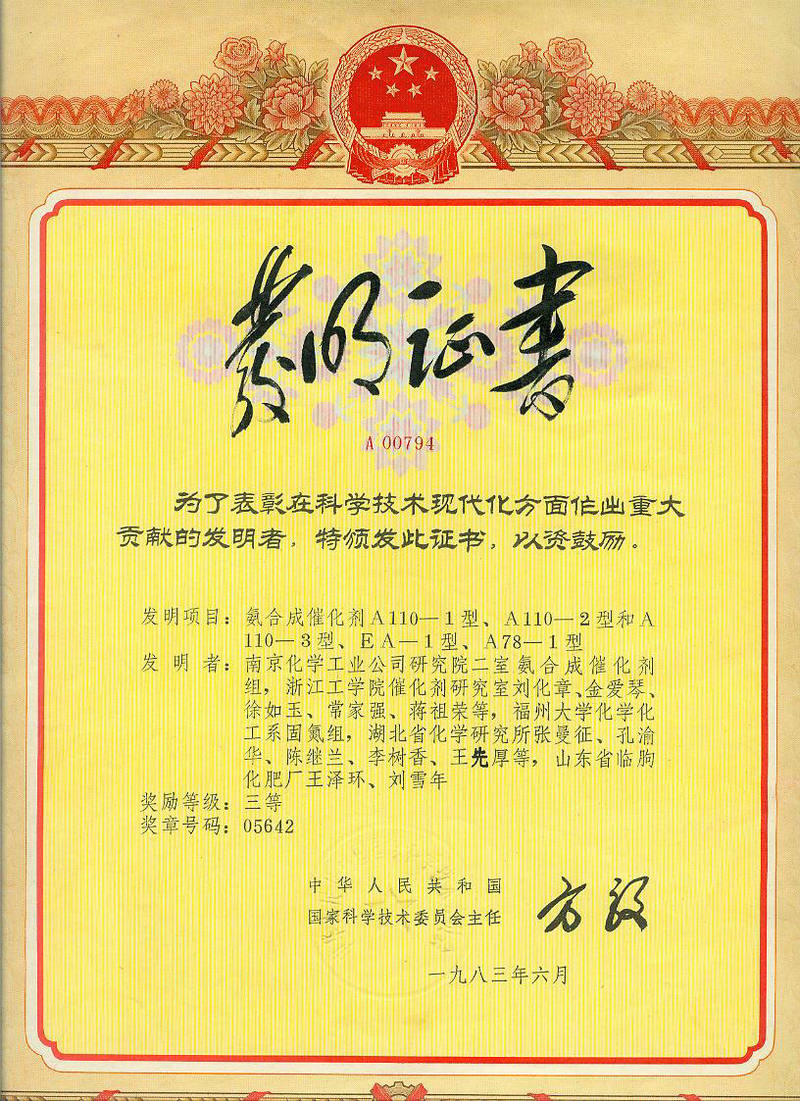 發明证书
A 00794
为了表彰在科学技术现代化方面作出重大
贡献的发明者，特颁发此证书，以资鼓励。
发明项目：氨合成催化剂A110—1型、A110—2型和A
110—3型、EA—1型、A78—1型
发 明 者：南京化学工业公司研究院二室氨合成催化剂
组，浙江工学院催化剂研究室刘化章、金爱琴、
徐如玉、常家强、蒋祖荣等，福州大学化学化
工系固氮组，湖北省化学研究所张曼征、孔渝
华、陈继兰、李树香、王先厚等，山东省临朐
化肥厂王泽环、刘雪年
奖励等级：三等
奖章号码：05642
中华人民共和国
国家科学技术委员会主任 方毅
一九八三年六月